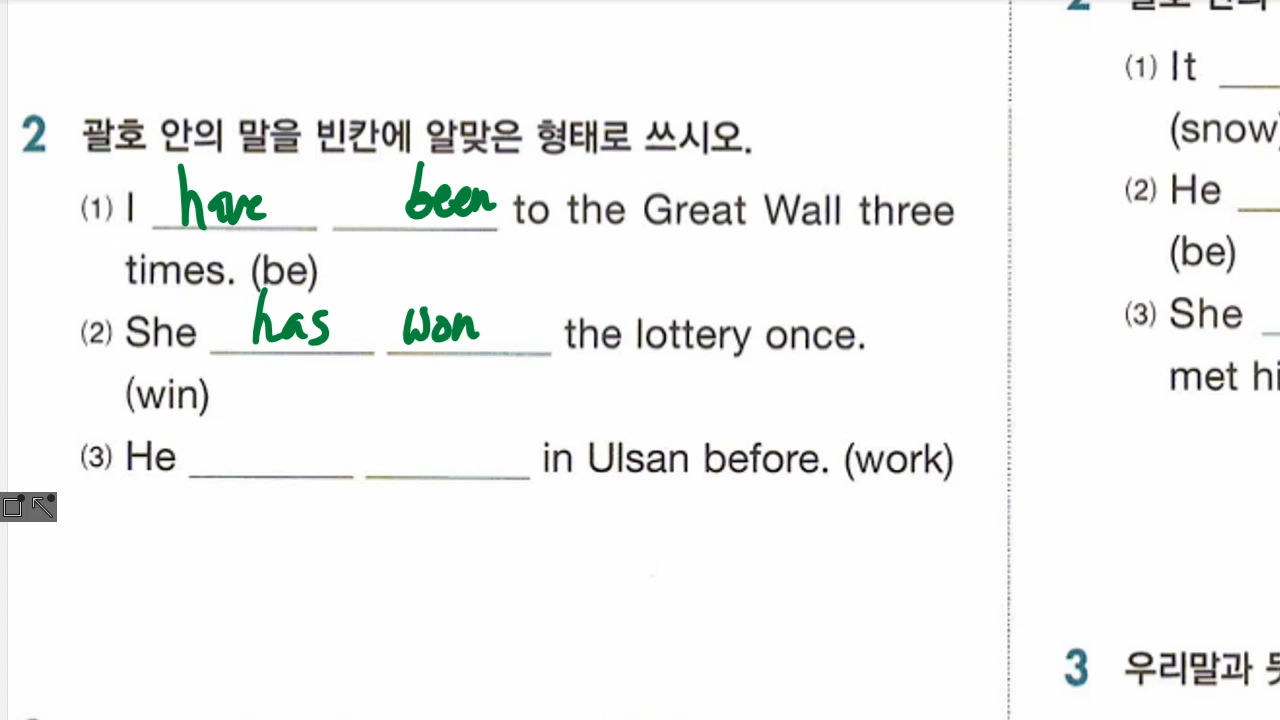 2 괄호 안의 말을 빈칸에 알맞은 형태로 쓰시오.
(1) I have been to the Great Wall three
times. (be)
(2) She has won the lottery once.
(win)
(3) He in Ulsan before. (work)
(1) It
(snow)
(2) He
(be)
(3) She
met hi
3 우리말과